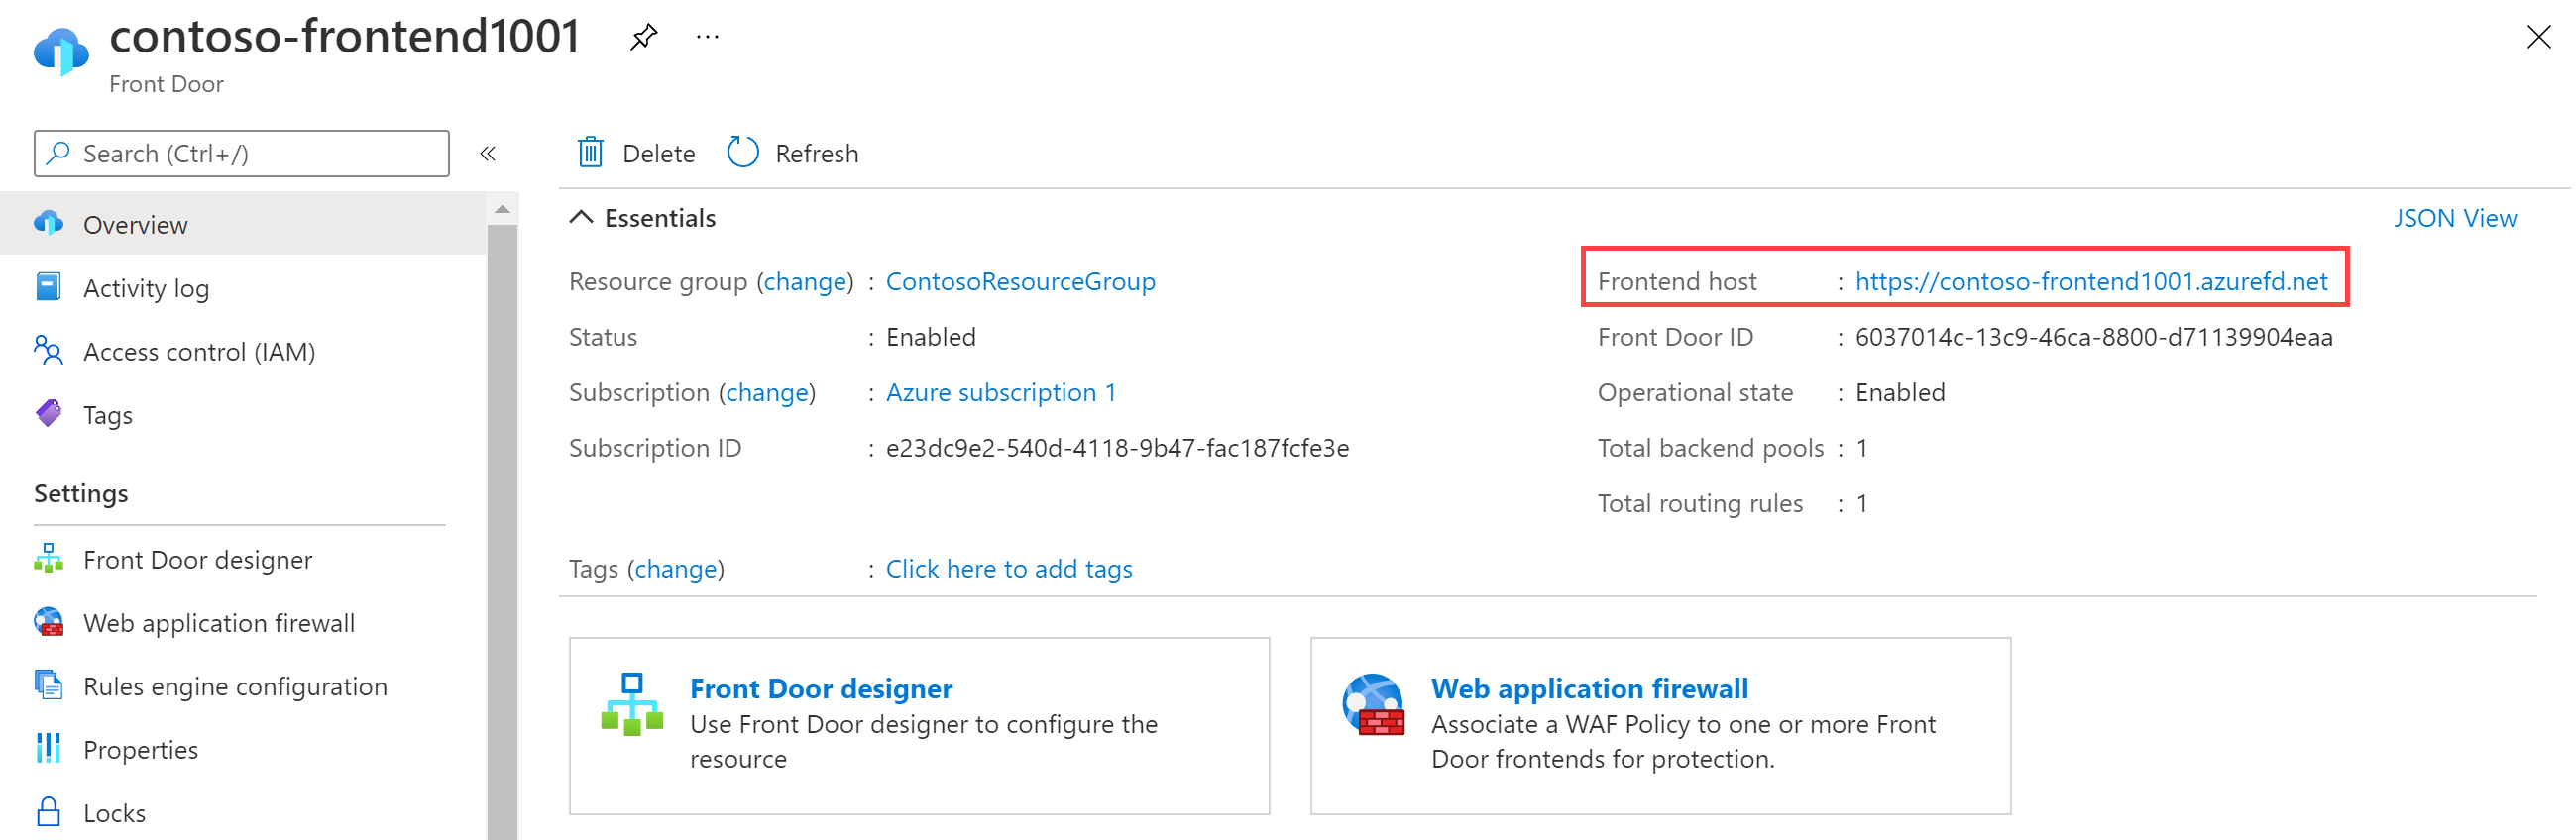 contoso-frontend1001
Front Door
Search (Ctrl+/)
Overview
Activity log
Access control (IAM)
Tags
Settings
Front Door designer
Web application firewall
Rules engine configuration
Properties
Locks
Delete
Refresh
Essentials
JSON View
Resource group (change) : ContosoResourceGroup
Status : Enabled
Subscription (change) : Azure subscription 1
Subscription ID : e23dc9e2-540d-4118-9b47-fac187fcfe3e
Frontend host : https://contoso-frontend1001.azurefd.net
Front Door ID : 6037014c-13c9-46ca-8800-d71139904eaa
Operational state : Enabled
Total backend pools : 1
Total routing rules : 1
Tags (change) : Click here to add tags
Front Door designer
Use Front Door designer to configure the
resource
Web application firewall
Associate a WAF Policy to one or more Front
Door frontends for protection.